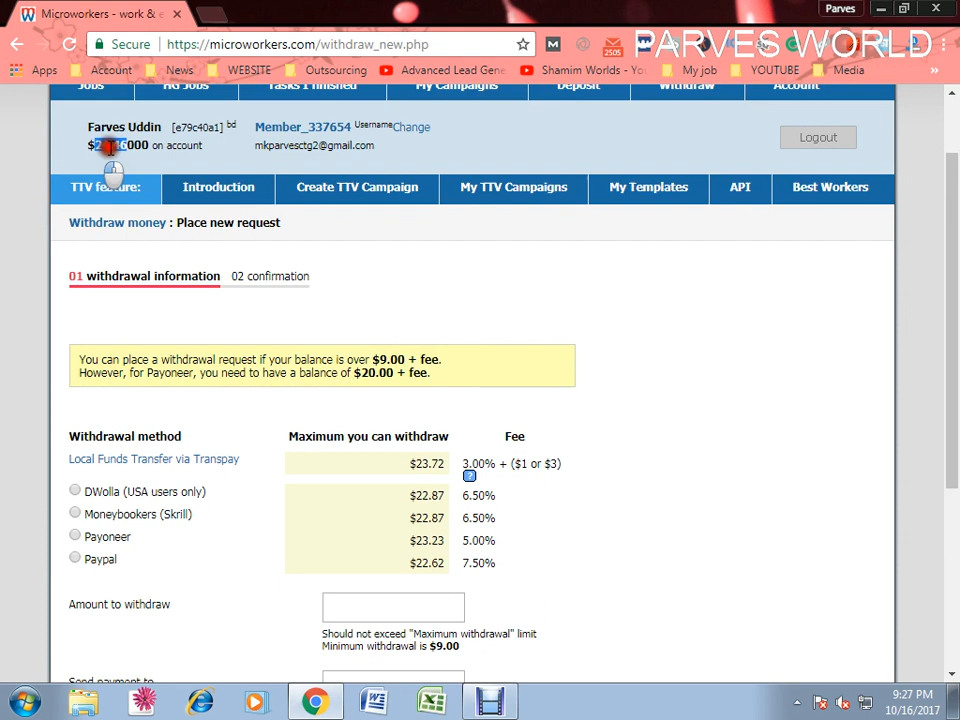 Microworkers - work & e
Parves
Secure https://microworkers.com/withdraw_new.php
2505
PARVES WORLD
Apps Account News WEBSITE Outsourcing Advanced Lead Gene Shamim Worlds - Yo My job YOUTUBE Media »
Jobs HG Jobs Tasks I finished My Campaigns Deposit Withdraw Account
Farves Uddin [e79c40a1] bd Member_337654 Username Change
000 on account mkparvesctg2@gmail.com
Logout
TTV feature: Introduction Create TTV Campaign My TTV Campaigns My Templates API Best Workers
Withdraw money : Place new request
01 withdrawal information 02 confirmation
You can place a withdrawal request if your balance is over $9.00 + fee.
However, for Payoneer, you need to have a balance of $20.00 + fee.
Withdrawal method Maximum you can withdraw Fee
Local Funds Transfer via Transpay $23.72 3.00% + ($1 or $3)
?
DWolla (USA users only) $22.87 6.50%
Moneybookers (Skrill) $22.87 6.50%
Payoneer $23.23 5.00%
Paypal $22.62 7.50%
Amount to withdraw
Should not exceed "Maximum withdrawal" limit
Minimum withdrawal is $9.00
Send payment to
9:27 PM
10/16/2017